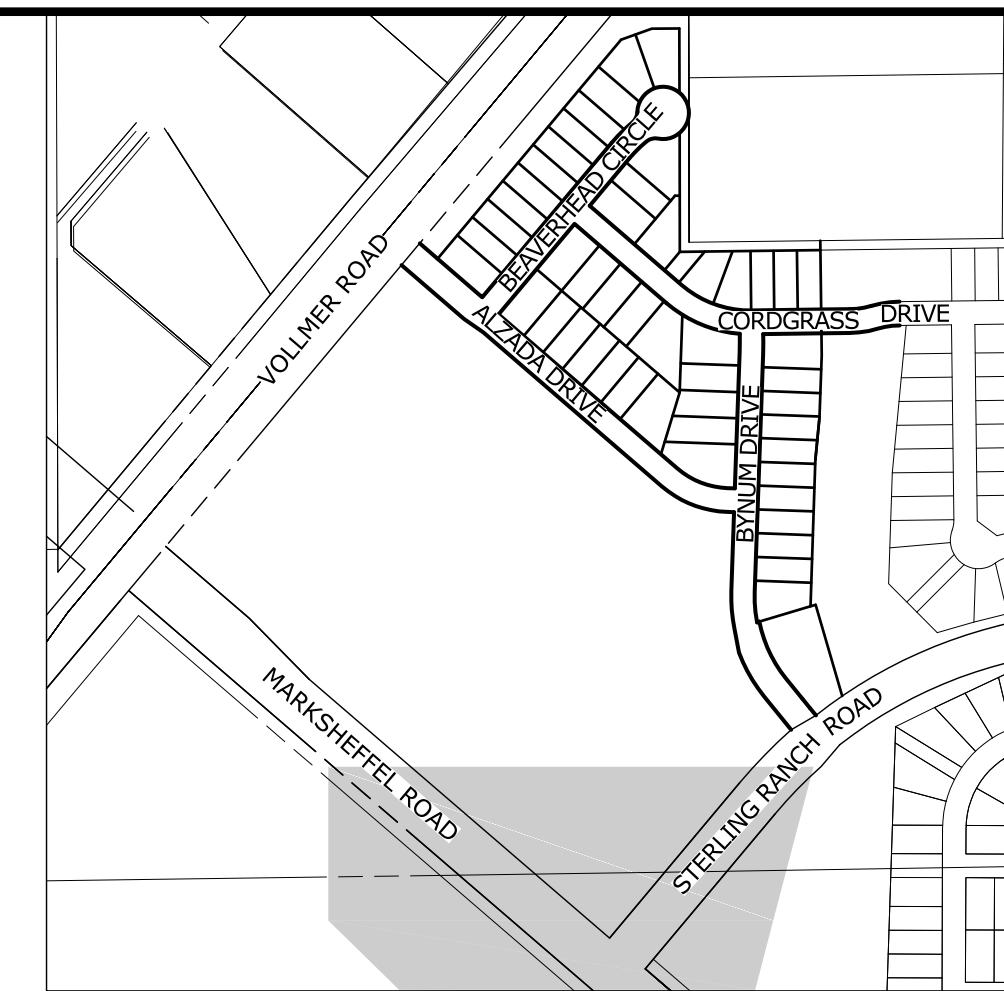 BEAVERHEAD CIRCLE
VOLLMER ROAD
ALZADA DRIVE
CORDGRASS DRIVE
BYNUM DRIVE
MARKSHEFFEL ROAD
STERLING RANCH ROAD